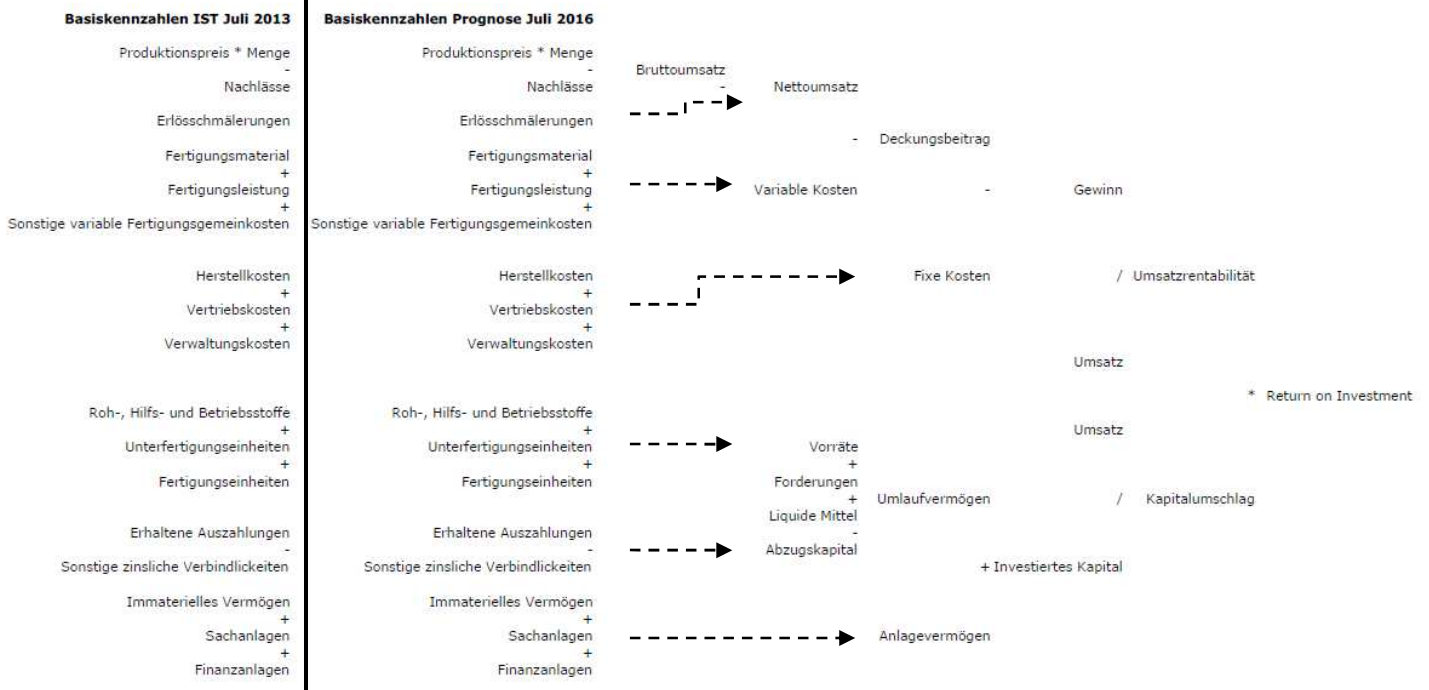 Basiskennzahlen IST Juli 2013 Basiskennzahlen Prognose Juli 2016
Produktionspreis * Menge Produktionspreis * Menge
- - Bruttoumsatz
Nachlässe Nachlässe - Nettoumsatz
Erlösschmälerungen Erlösschmälerungen
- Deckungsbeitrag
Fertigungsmaterial Fertigungsmaterial
+ +
Fertigungsleistung Fertigungsleistung Variable Kosten - Gewinn
+ +
Sonstige variable Fertigungsgemeinkosten Sonstige variable Fertigungsgemeinkosten
Herstellkosten Herstellkosten Fixe Kosten / Umsatzrentabilität
+ +
Vertriebskosten Vertriebskosten
+ +
Verwaltungskosten Verwaltungskosten
Umsatz
* Return on Investment
Roh-, Hilfs- und Betriebsstoffe Roh-, Hilfs- und Betriebsstoffe
+ + Umsatz
Unterfertigungseinheiten Unterfertigungseinheiten Vorräte
+ + +
Fertigungseinheiten Fertigungseinheiten Forderungen
+ Umlaufvermögen / Kapitalumschlag
Liquide Mittel
Erhaltene Auszahlungen Erhaltene Auszahlungen -
- - Abzugskapital
Sonstige zinsliche Verbindlickeiten Sonstige zinsliche Verbindlickeiten + Investiertes Kapital
Immaterielles Vermögen Immaterielles Vermögen
+ +
Sachanlagen Sachanlagen Anlagevermögen
+ +
Finanzanlagen Finanzanlagen